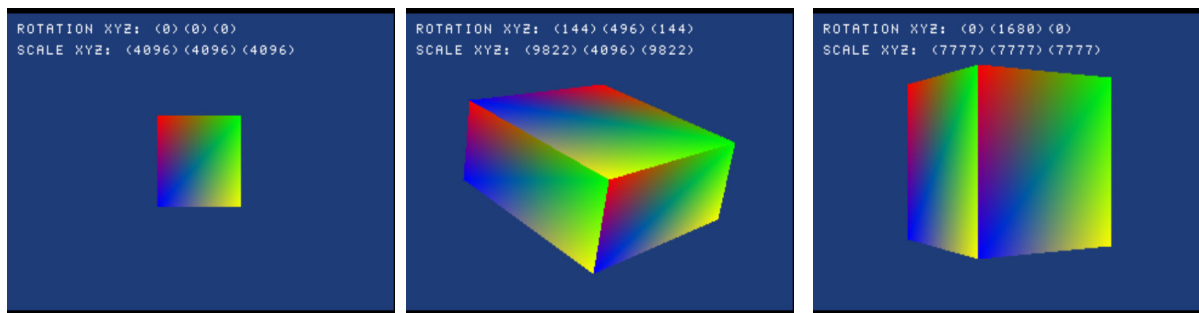 ROTATION XYZ: (0)(0)(0)
SCALE XYZ: (4096)(4096)(4096)
ROTATION XYZ: (144)(496)(144)
SCALE XYZ: (9822)(4096)(9822)
ROTATION XYZ: (0)(1680)(0)
SCALE XYZ: (7777)(7777)(7777)